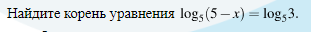 Найдите корень уравнения log₅(5 − x) = log₅3.